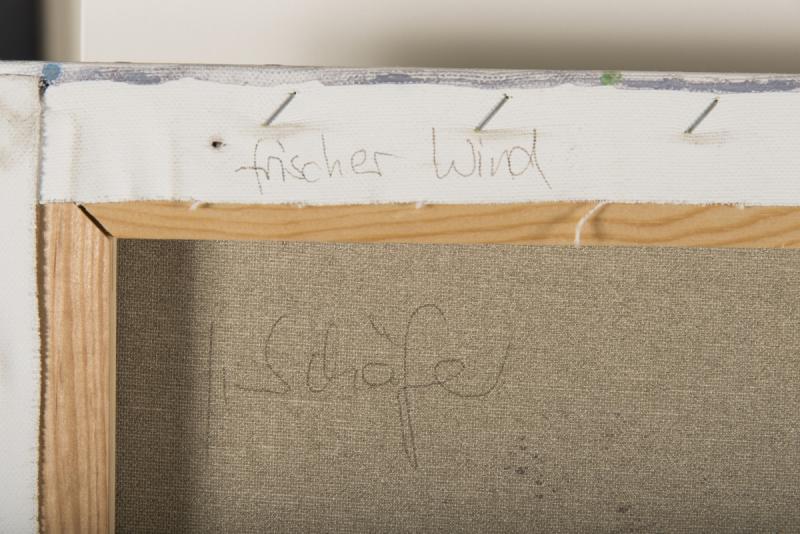 frischer Wind
I. Schäfer